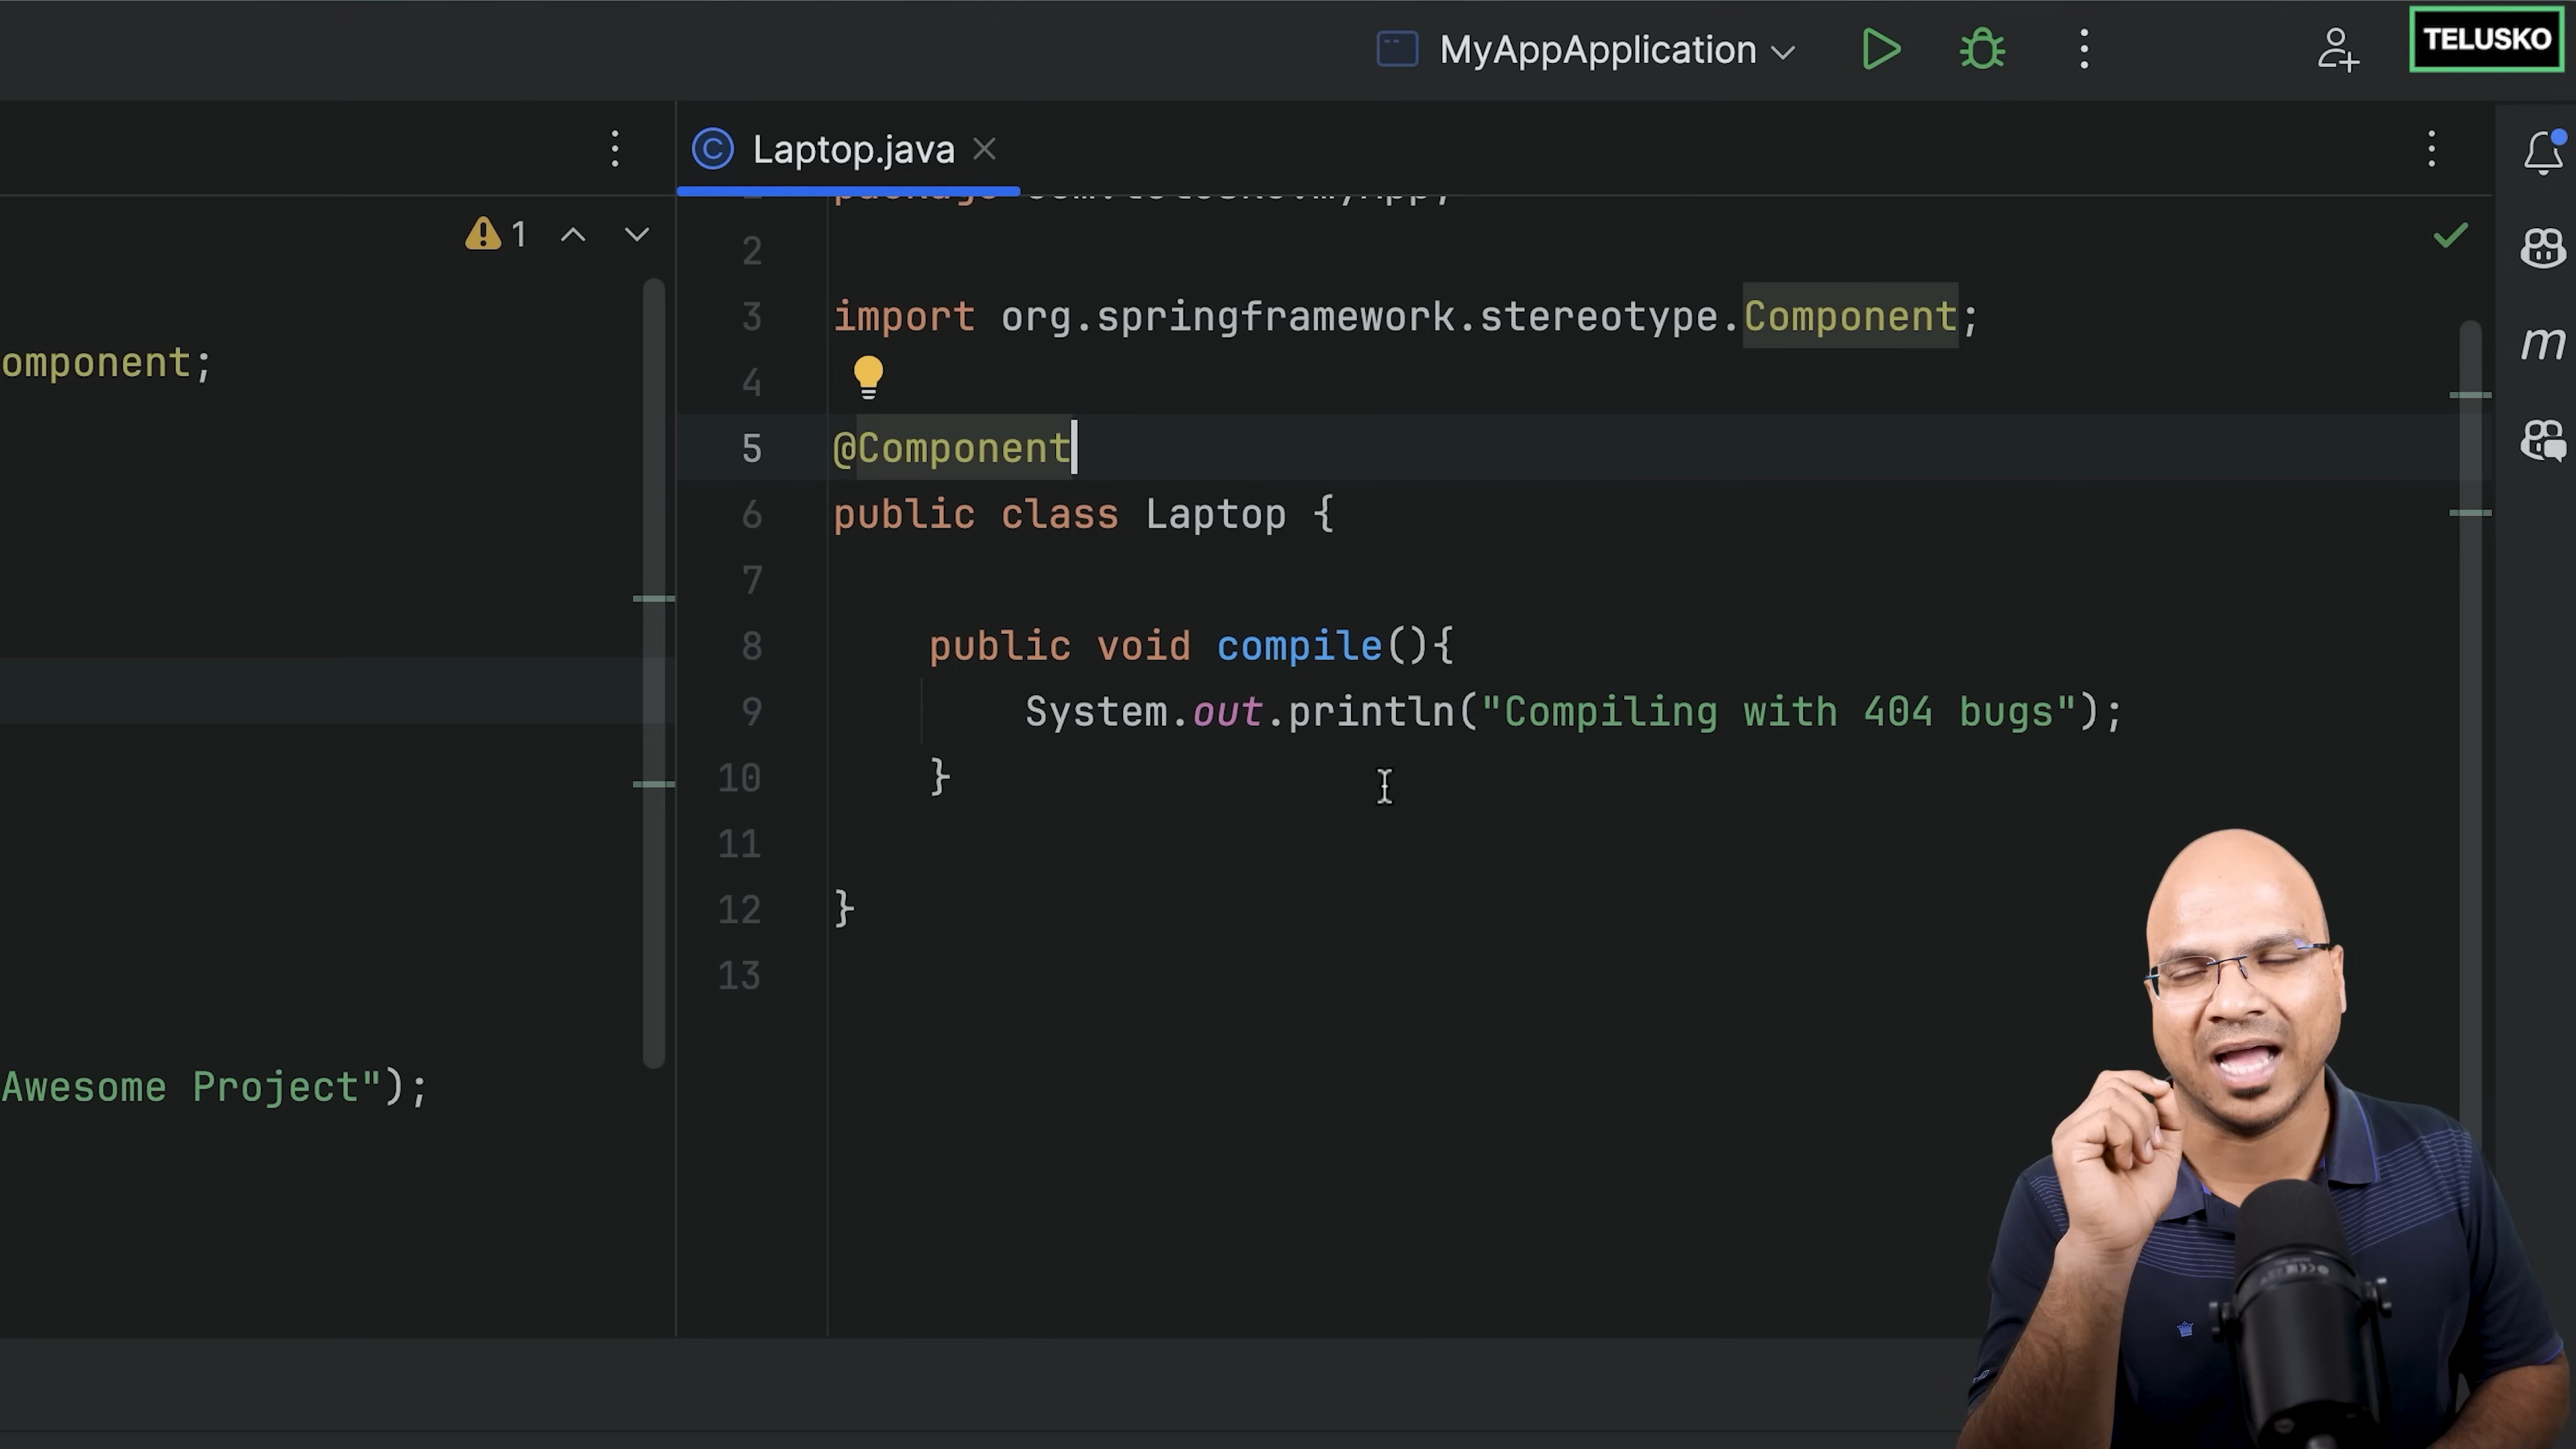 MyAppApplication
TELUSKO
Laptop.java
1
omponent;
Awesome Project");
2
3 import org.springframework.stereotype.Component;
4
5 @Component
6 public class Laptop {
7
8 public void compile(){
9 System.out.println("Compiling with 404 bugs");
10 }
11
12 }
13
m